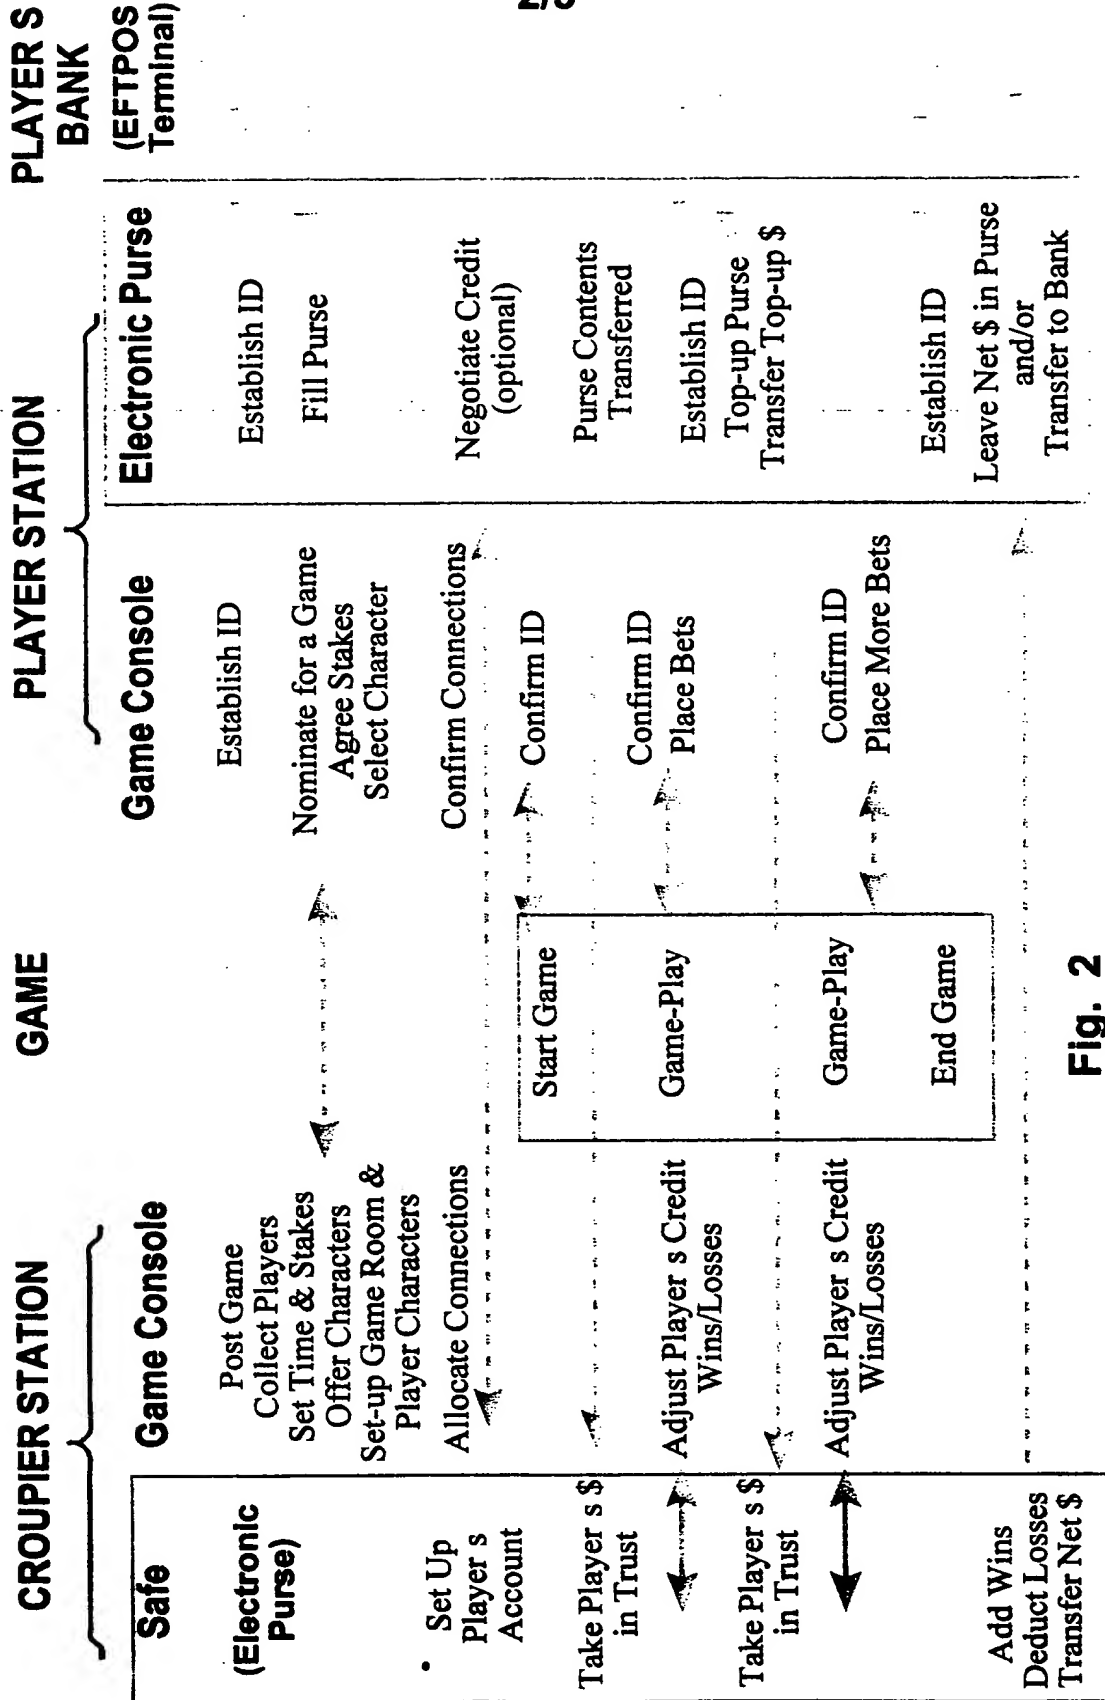 CROUPIER STATION
GAME
PLAYER STATION
PLAYER S
BANK
Safe
Game Console
Game Console
Electronic Purse
(EFTPOS
Terminal)
(Electronic
Purse)
Post Game
Collect Players
Set Time & Stakes
Offer Characters
Set-up Game Room &
Player Characters
Establish ID
Nominate for a Game
Agree Stakes
Select Character
Establish ID
Fill Purse
Set Up
Player s
Account
Allocate Connections
Confirm Connections
Negotiate Credit
(optional)
Start Game
Confirm ID
Take Player s $
in Trust
Purse Contents
Transferred
Adjust Player s Credit
Wins/Losses
Game-Play
Confirm ID
Place Bets
Establish ID
Top-up Purse
Transfer Top-up $
Take Player s $
in Trust
Adjust Player s Credit
Wins/Losses
Game-Play
Confirm ID
Place More Bets
End Game
Establish ID
Leave Net $ in Purse
and/or
Transfer to Bank
Add Wins
Deduct Losses
Transfer Net $
Fig. 2